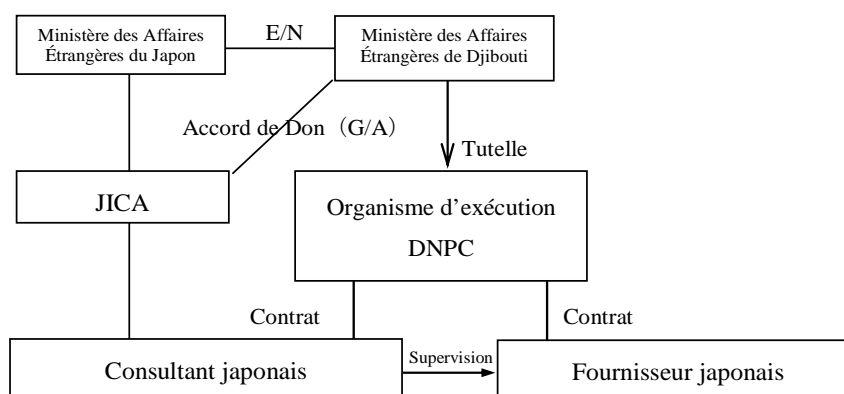 Ministère des Affaires
Étrangères du Japon
E/N
Ministère des Affaires
Étrangères de Djibouti
Accord de Don（G/A）
Tutelle
JICA
Organisme d'exécution
DNPC
Contrat
Contrat
Consultant japonais
Supervision
Fournisseur japonais